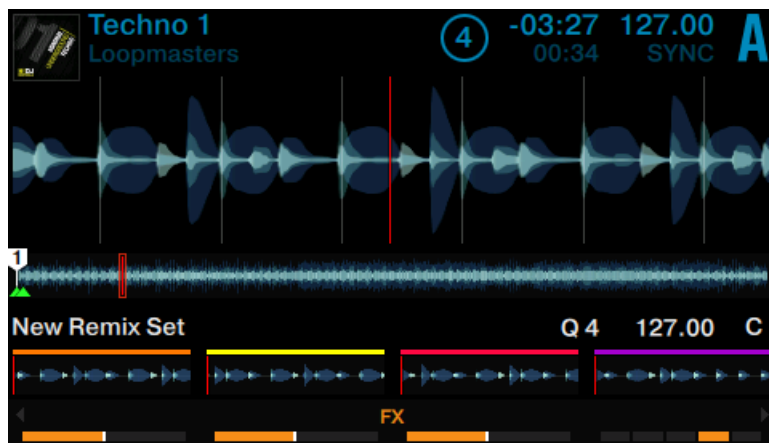 Techno 1
Loopmasters
4
-03:27 127.00
00:34 SYNC
A
1
New Remix Set Q 4 127.00 C
FX